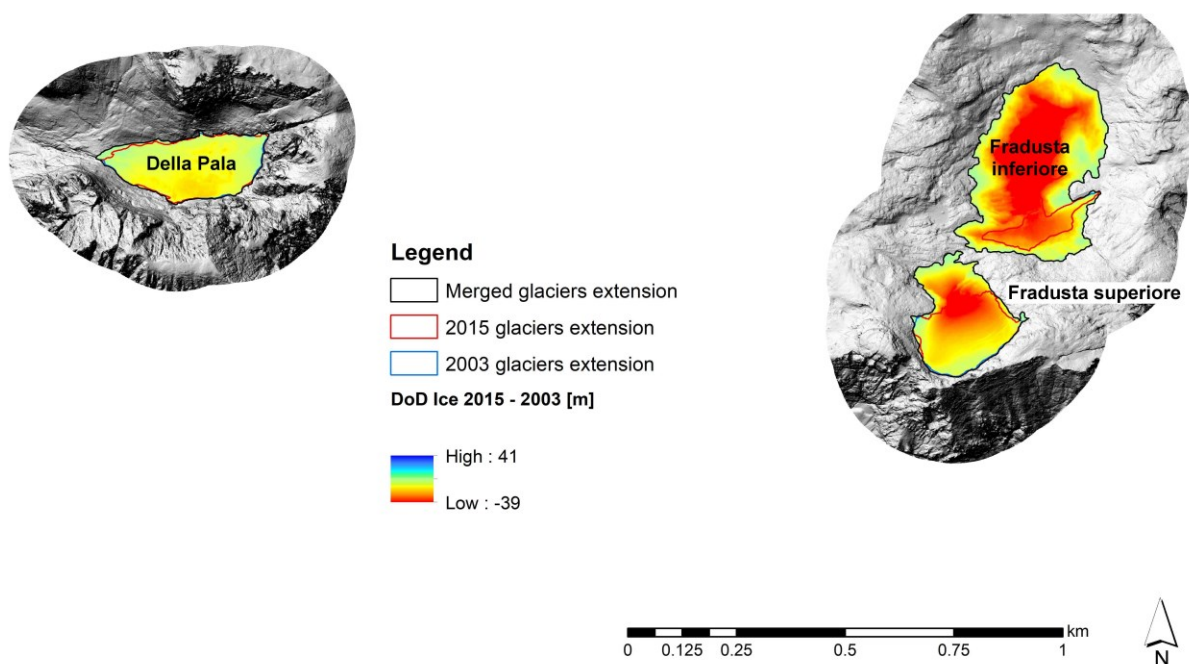 Della Pala
Fradusta
inferiore
Fradusta superiore
Legend
Merged glaciers extension
2015 glaciers extension
2003 glaciers extension
DoD Ice 2015 - 2003 [m]
High : 41
Low : -39
km
0 0.125 0.25 0.5 0.75 1
N